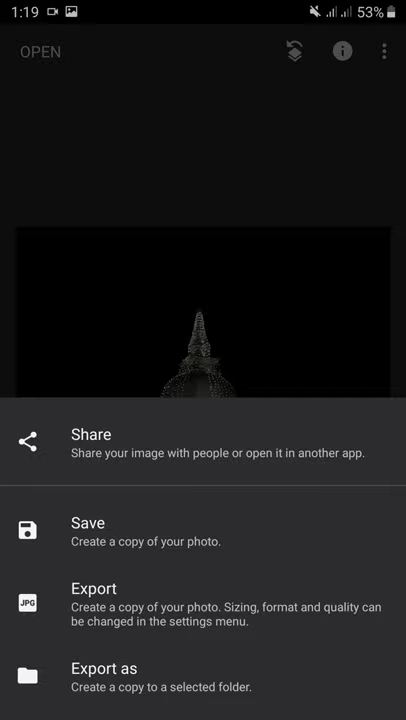 1:19
53%
OPEN
Share
Share your image with people or open it in another app.
Save
Create a copy of your photo.
JPG
Export
Create a copy of your photo. Sizing, format and quality can
be changed in the settings menu.
Export as
Create a copy to a selected folder.